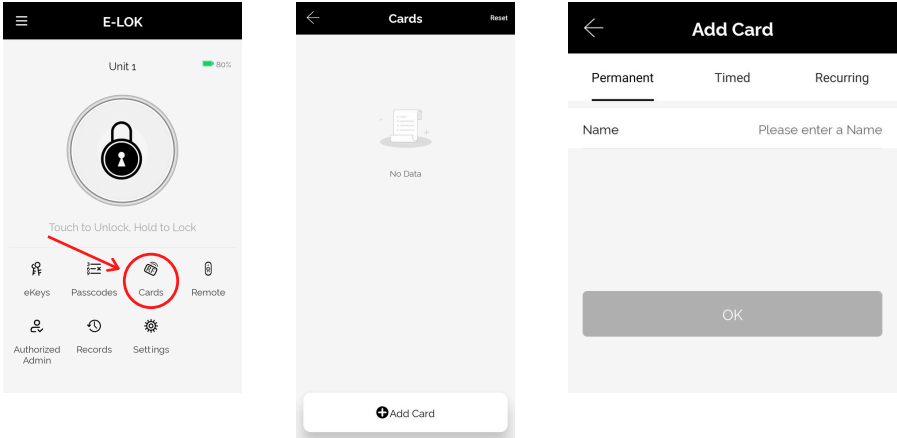 E-LOK
Unit 1
80%
Touch to Unlock, Hold to Lock
eKeys
Passcodes
Cards
Remote
Authorized
Admin
Records
Settings
Cards
Reset
No Data
Add Card
Add Card
Permanent
Timed
Recurring
Name
Please enter a Name
OK